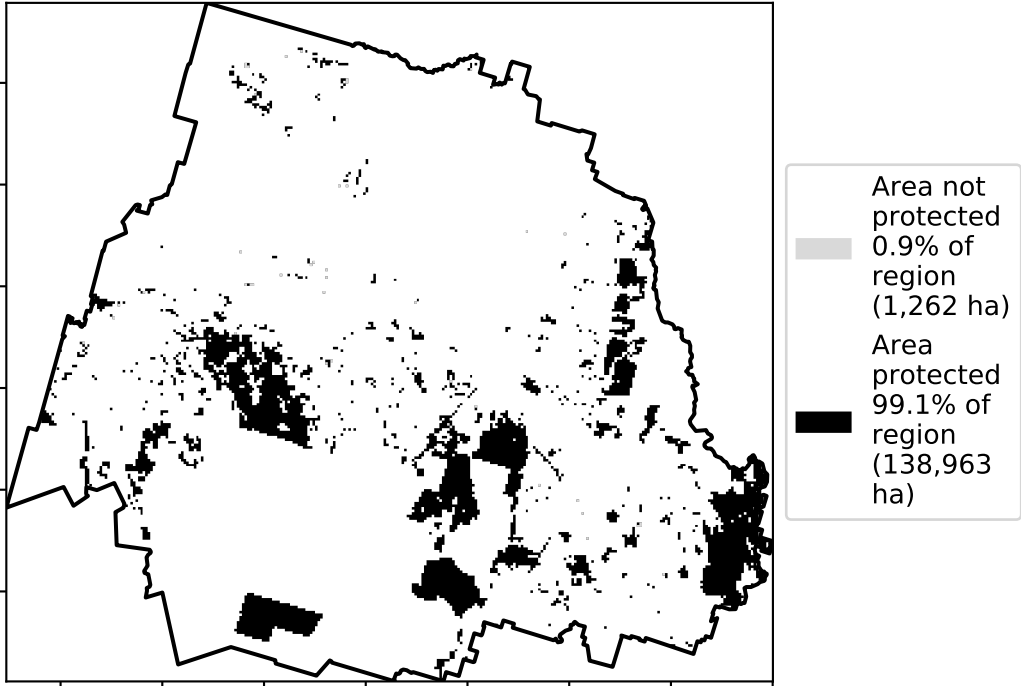 Area not
protected
0.9% of
region
(1,262 ha)
Area
protected
99.1% of
region
(138,963
ha)